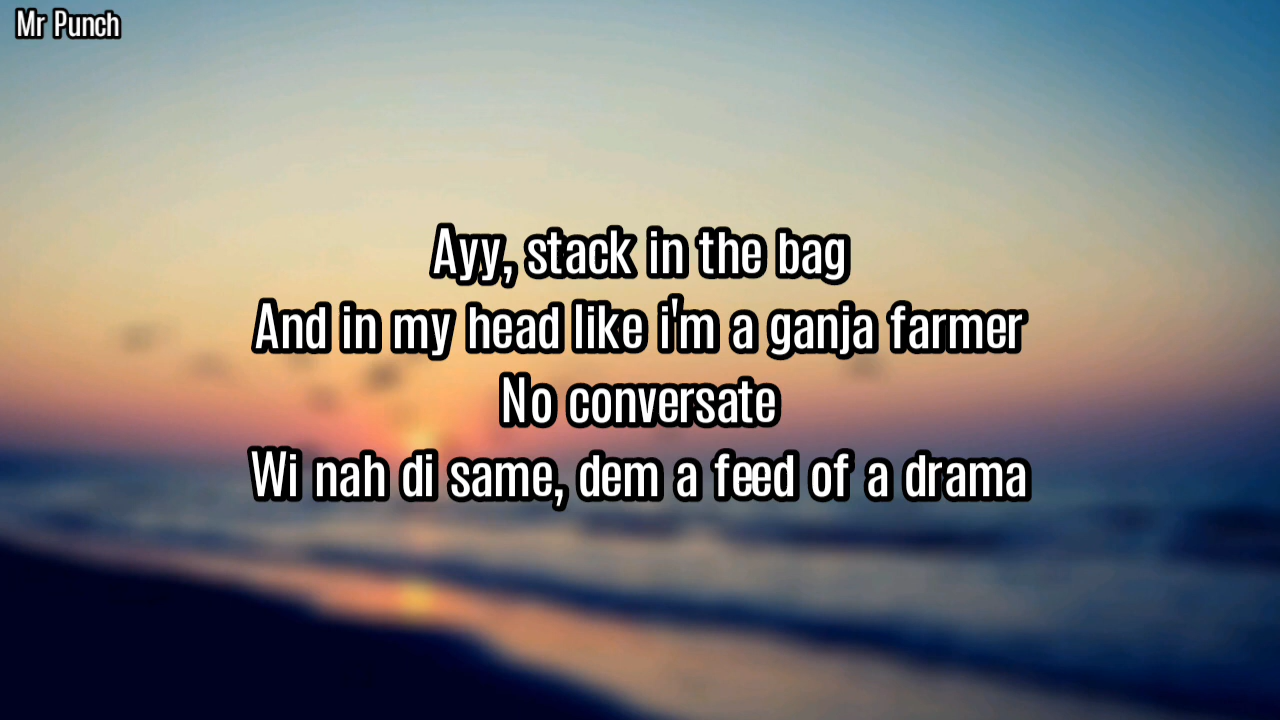 Mr Punch
Ayy, stack in the bag
And in my head like i'm a ganja farmer
No conversate
Wi nah di same, dem a feed of a drama